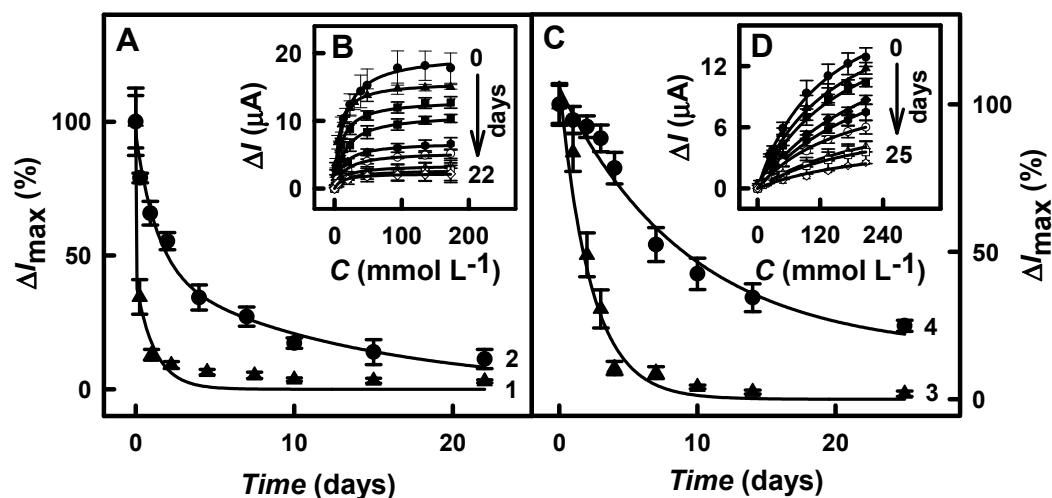 A
B
C
D
ΔI (μA)
20
10
0
0
days
22
0
100
200
C (mmol L-1)
ΔI (μA)
12
6
0
0
days
25
0
120
240
C (mmol L-1)
ΔImax (%)
100
50
0
2
1
0
10
20
Time (days)
4
3
0
10
20
Time (days)
100
50
0
ΔImax (%)